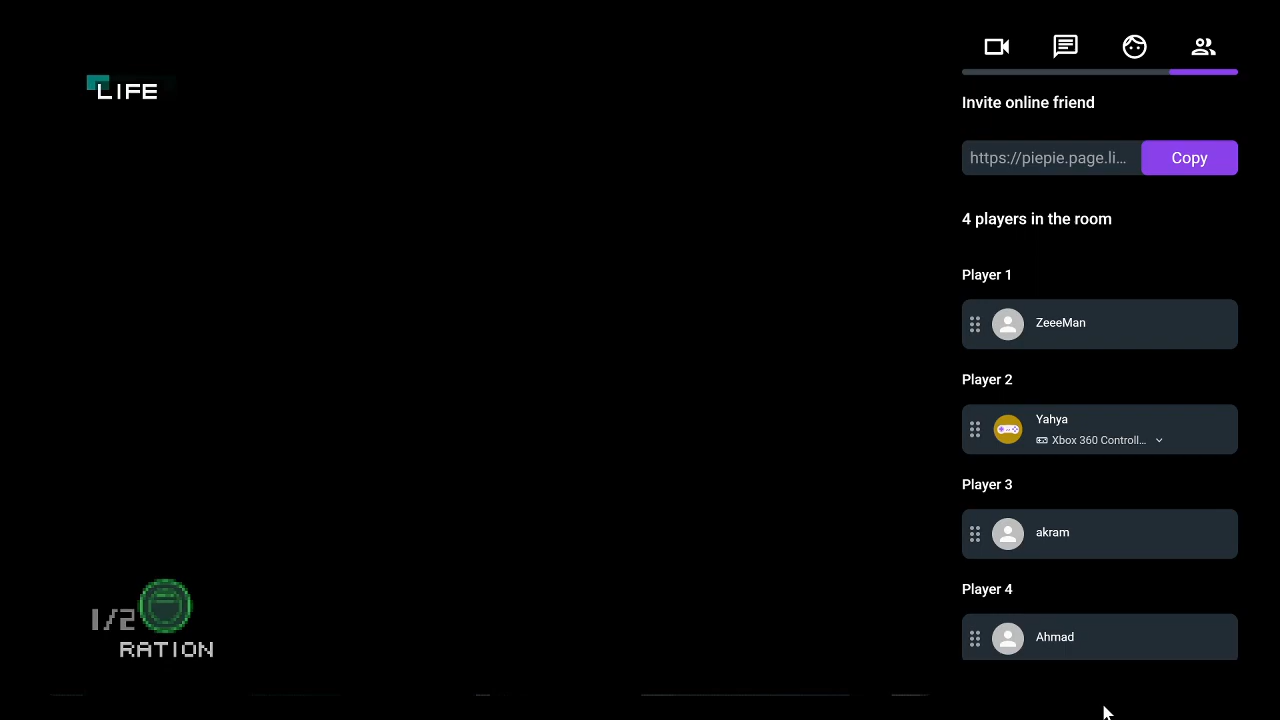 LIFE
1/2
RATION
Invite online friend
https://piepie.page.li...
Copy
4 players in the room
Player 1
ZeeeMan
Player 2
Yahya
Xbox 360 Controll...
Player 3
akram
Player 4
Ahmad